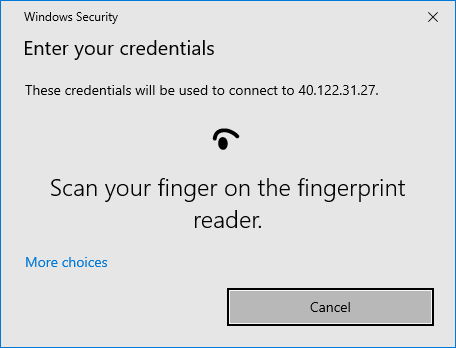 Windows Security
Enter your credentials
These credentials will be used to connect to 40.122.31.27.
Scan your finger on the fingerprint
reader.
More choices
Cancel